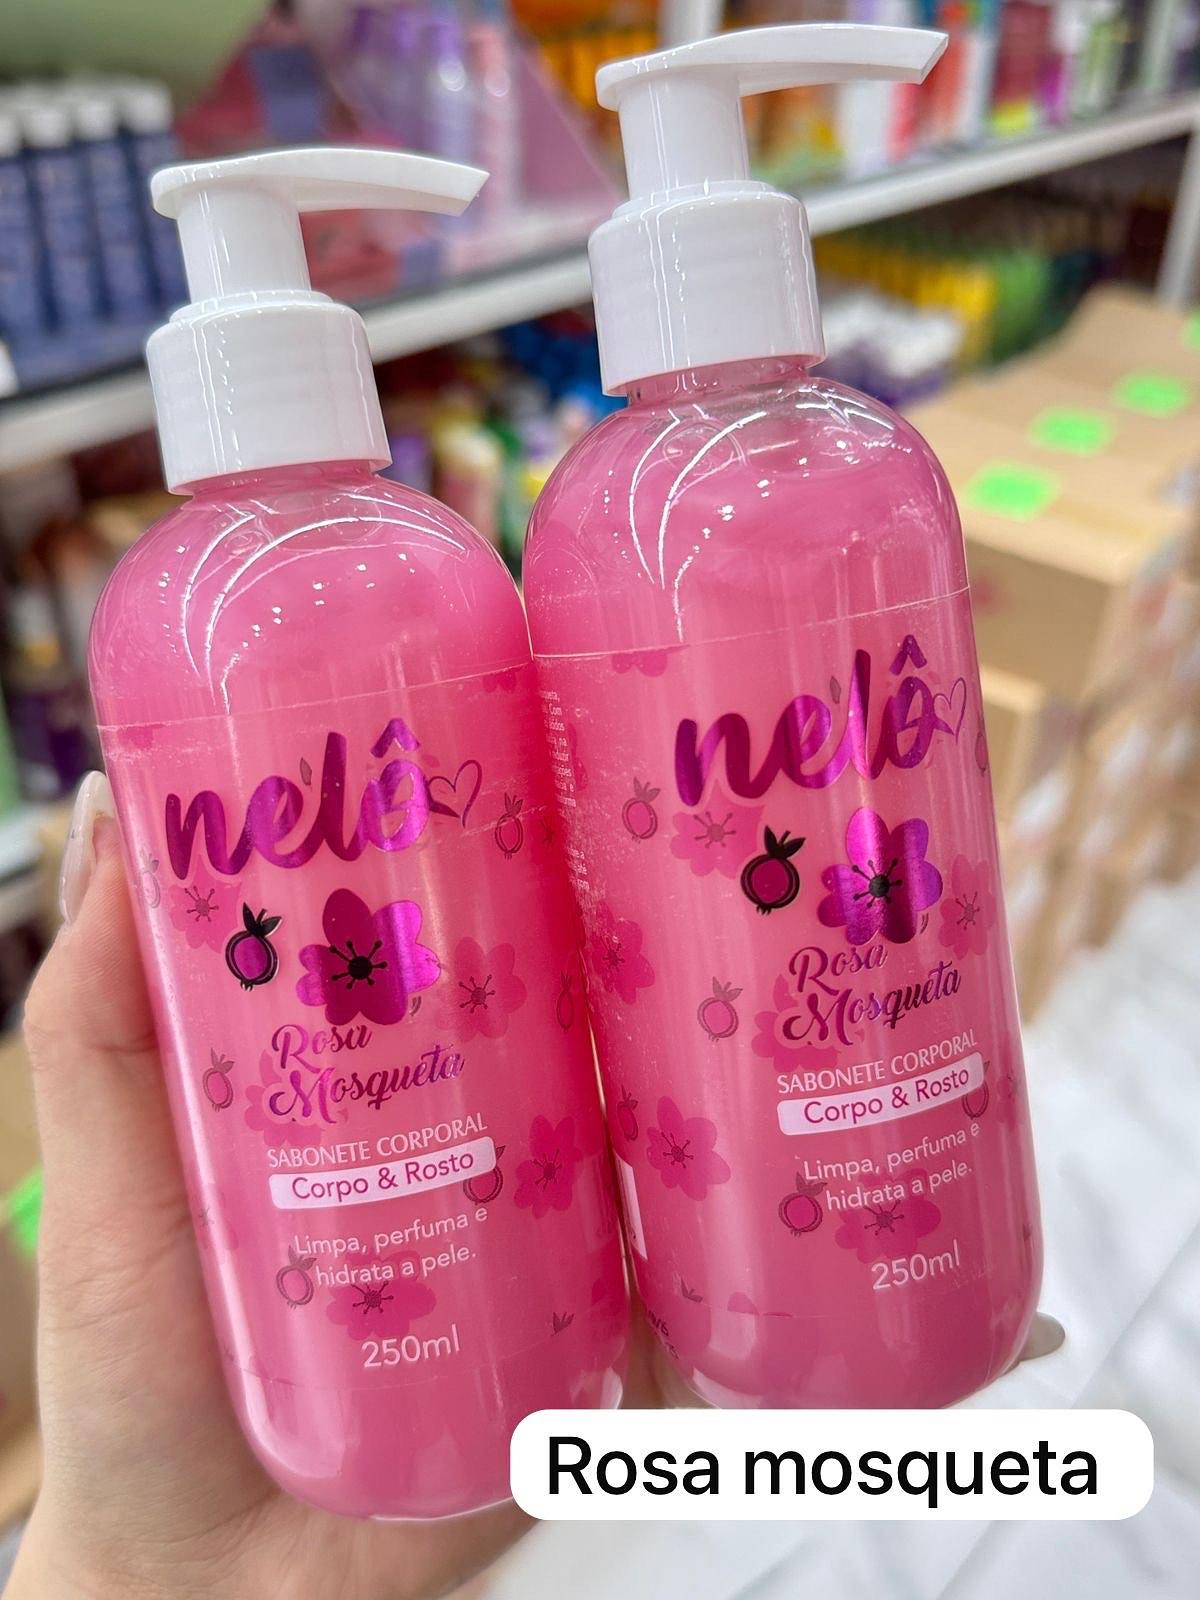 nelô
Rosa
Mosqueta
SABONETE CORPORAL
Corpo & Rosto
Limpa, perfuma e
hidrata a pele.
250ml
nelô
Rosa
Mosqueta
SABONETE CORPORAL
Corpo & Rosto
Limpa, perfuma e
hidrata a pele.
250ml
Rosa mosqueta